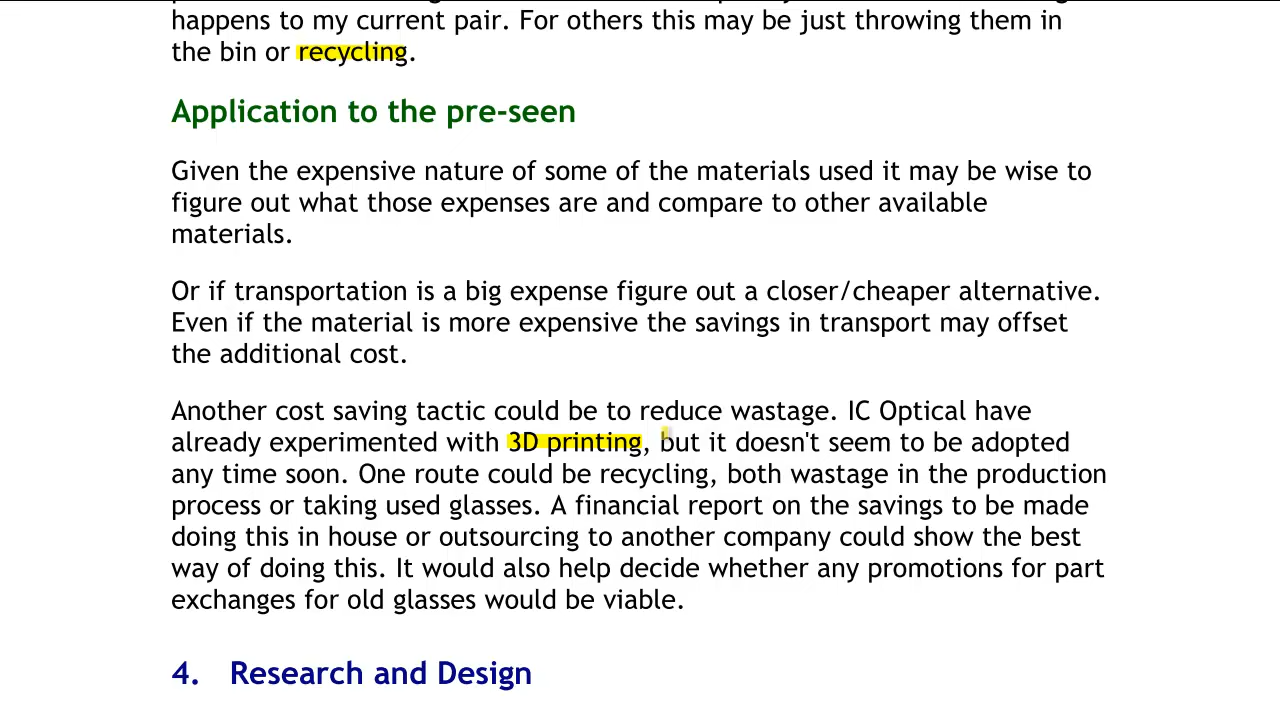 happens to my current pair. For others this may be just throwing them in
the bin or recycling.
Application to the pre-seen
Given the expensive nature of some of the materials used it may be wise to
figure out what those expenses are and compare to other available
materials.
Or if transportation is a big expense figure out a closer/cheaper alternative.
Even if the material is more expensive the savings in transport may offset
the additional cost.
Another cost saving tactic could be to reduce wastage. IC Optical have
already experimented with 3D printing, but it doesn't seem to be adopted
any time soon. One route could be recycling, both wastage in the production
process or taking used glasses. A financial report on the savings to be made
doing this in house or outsourcing to another company could show the best
way of doing this. It would also help decide whether any promotions for part
exchanges for old glasses would be viable.
4. Research and Design